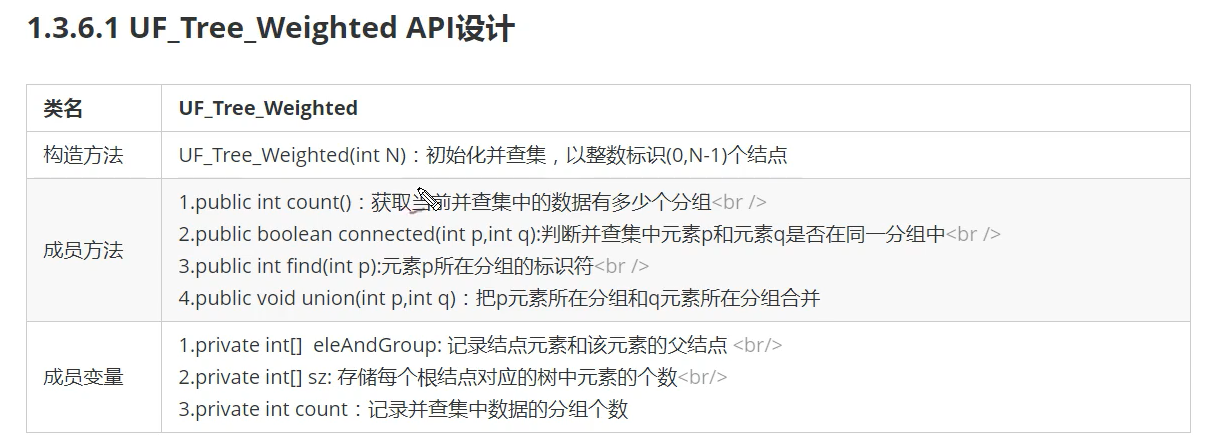 1.3.6.1 UF_Tree_Weighted API设计
类名 UF_Tree_Weighted
构造方法 UF_Tree_Weighted(int N)：初始化并查集，以整数标识(0,N-1)个结点
成员方法
1.public int count()：获取当前并查集中的数据有多少个分组<br />
2.public boolean connected(int p,int q):判断并查集中元素p和元素q是否在同一分组中<br />
3.public int find(int p):元素p所在分组的标识符<br />
4.public void union(int p,int q)：把p元素所在分组和q元素所在分组合并
成员变量
1.private int[]  eleAndGroup: 记录结点元素和该元素的父结点 <br/>
2.private int[] sz: 存储每个根结点对应的树中元素的个数<br/>
3.private int count：记录并查集中数据的分组个数